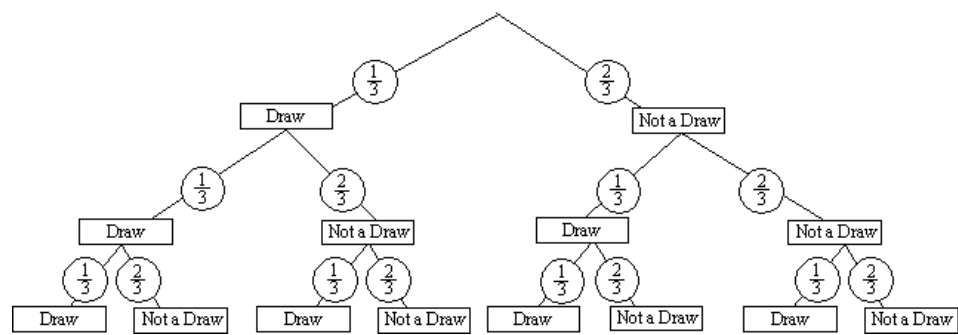 1/3 2/3
Draw Not a Draw
1/3 2/3 1/3 2/3
Draw Not a Draw Draw Not a Draw
1/3 2/3 1/3 2/3 1/3 2/3 1/3 2/3
Draw Not a Draw Draw Not a Draw Draw Not a Draw Draw Not a Draw